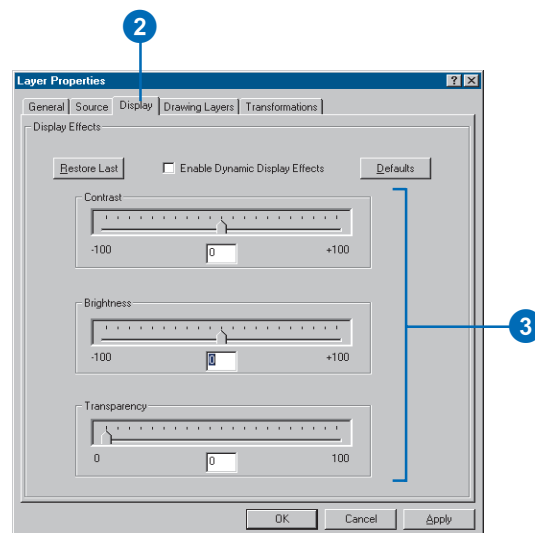 2
Layer Properties
General Source Display Drawing Layers Transformations
Display Effects
Restore Last Enable Dynamic Display Effects Defaults
Contrast
-100 0 +100
Brightness
-100 0 +100
3
Transparency
0 0 100
OK Cancel Apply